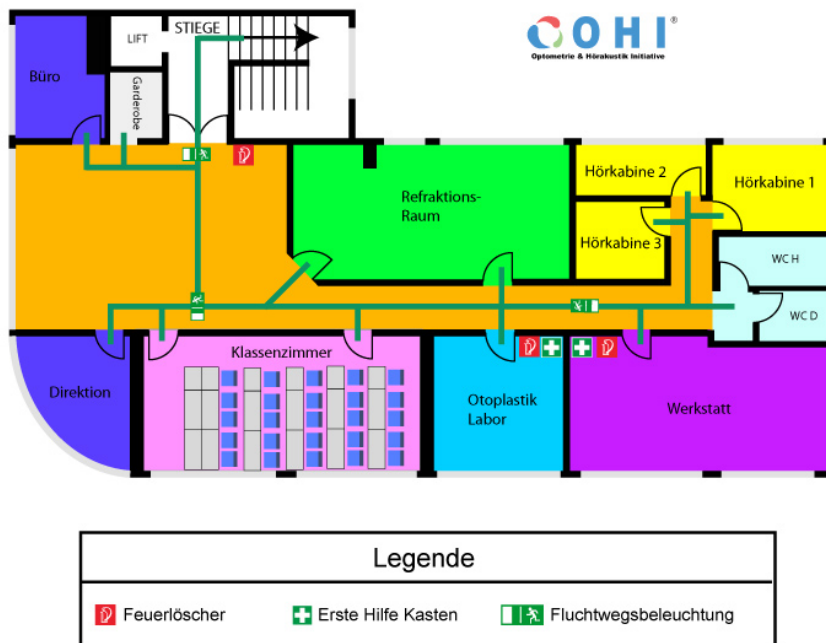 LIFT
STIEGE
OHI®
Optometrie & Hörakustik Initiative
Büro
Garderobe
Refraktions-
Raum
Hörkabine 2
Hörkabine 1
Hörkabine 3
WC H
WC D
Klassenzimmer
Direktion
Otoplastik
Labor
Werkstatt
Legende
Feuerlöscher
Erste Hilfe Kasten
Fluchtwegsbeleuchtung